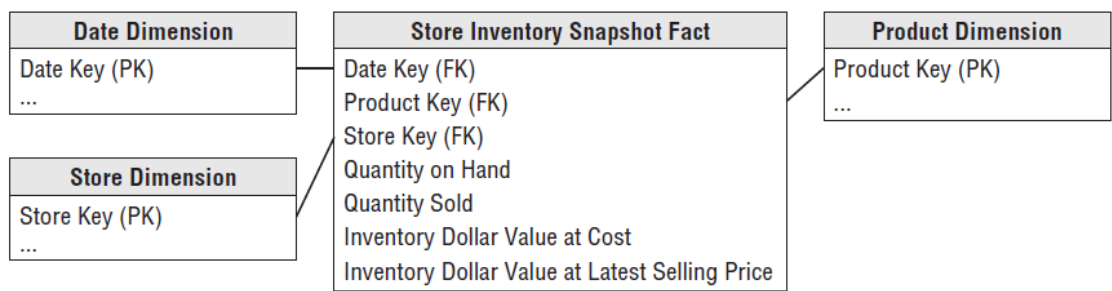 Date Dimension
Date Key (PK)
...
Store Dimension
Store Key (PK)
...
Store Inventory Snapshot Fact
Date Key (FK)
Product Key (FK)
Store Key (FK)
Quantity on Hand
Quantity Sold
Inventory Dollar Value at Cost
Inventory Dollar Value at Latest Selling Price
Product Dimension
Product Key (PK)
...